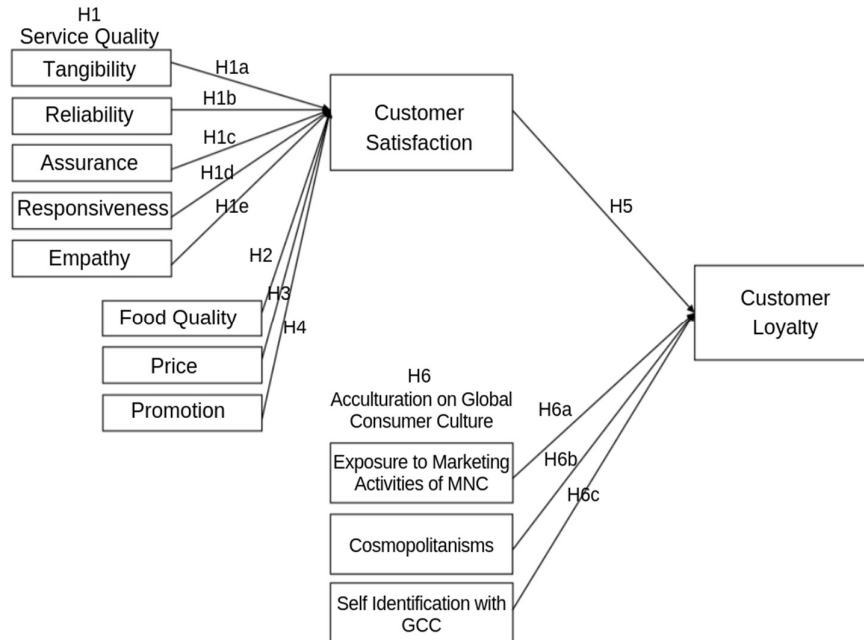 H1
Service Quality
Tangibility
Reliability
Assurance
Responsiveness
Empathy
H1a
H1b
H1c
H1d
H1e
Food Quality
Price
Promotion
H2
H3
H4
Customer
Satisfaction
H5
Customer
Loyalty
H6
Acculturation on Global
Consumer Culture
Exposure to Marketing
Activities of MNC
Cosmopolitanisms
Self Identification with
GCC
H6a
H6b
H6c